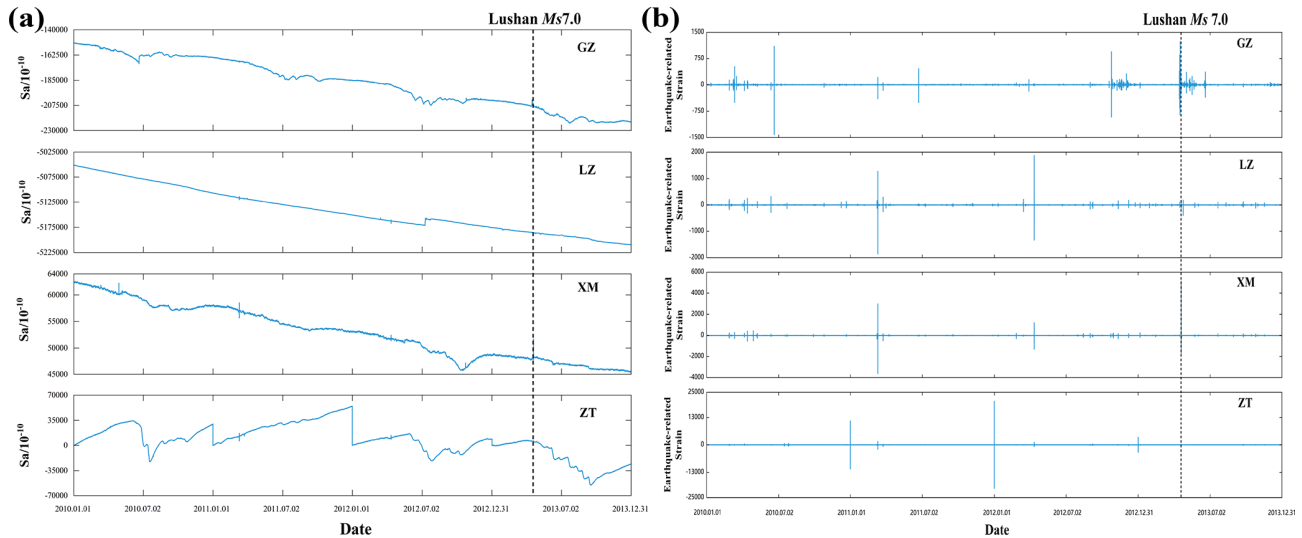 (a)
Lushan Ms7.0
GZ
Sa/10⁻¹⁰
-140000
-162500
-185000
-207500
-230000
LZ
Sa/10⁻¹⁰
-5025000
-5075000
-5125000
-5175000
-5225000
XM
Sa/10⁻¹⁰
64000
60000
55000
50000
45000
ZT
Sa/10⁻¹⁰
70000
35000
0
-35000
-70000
2010.01.01 2010.07.02 2011.01.01 2011.07.02 2012.01.01 2012.07.02 2012.12.31 2013.07.02 2013.12.31
Date
(b)
Lushan Ms 7.0
GZ
Earthquake-related
Strain
1500
750
0
-750
-1500
LZ
Earthquake-related
Strain
2000
1000
0
-1000
-2000
XM
Earthquake-related
Strain
6000
4000
2000
0
-2000
-4000
ZT
Earthquake-related
Strain
25000
13000
0
-13000
-25000
2010.01.01 2010.07.02 2011.01.01 2011.07.02 2012.01.01 2012.07.02 2012.12.31 2013.07.02 2013.12.31
Date